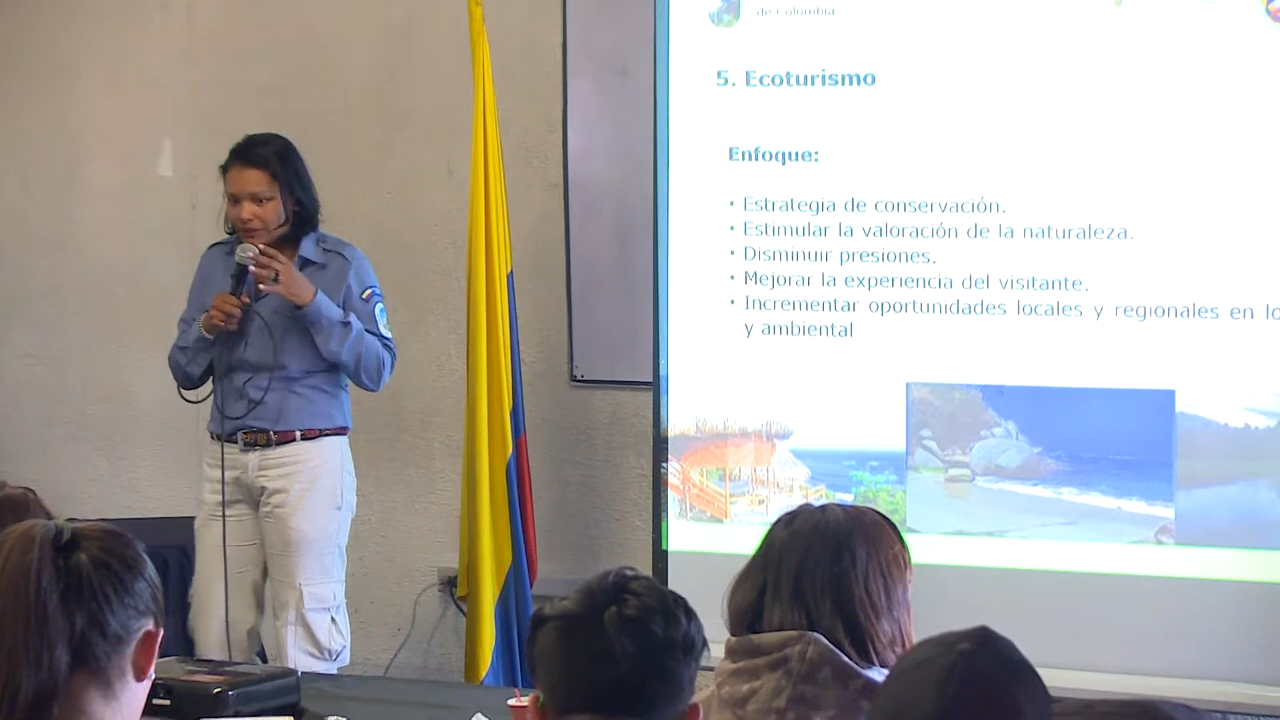 de Colombia
5. Ecoturismo
Enfoque:
• Estrategia de conservación.
• Estimular la valoración de la naturaleza.
• Disminuir presiones.
• Mejorar la experiencia del visitante.
• Incrementar oportunidades locales y regionales en lo
y ambiental